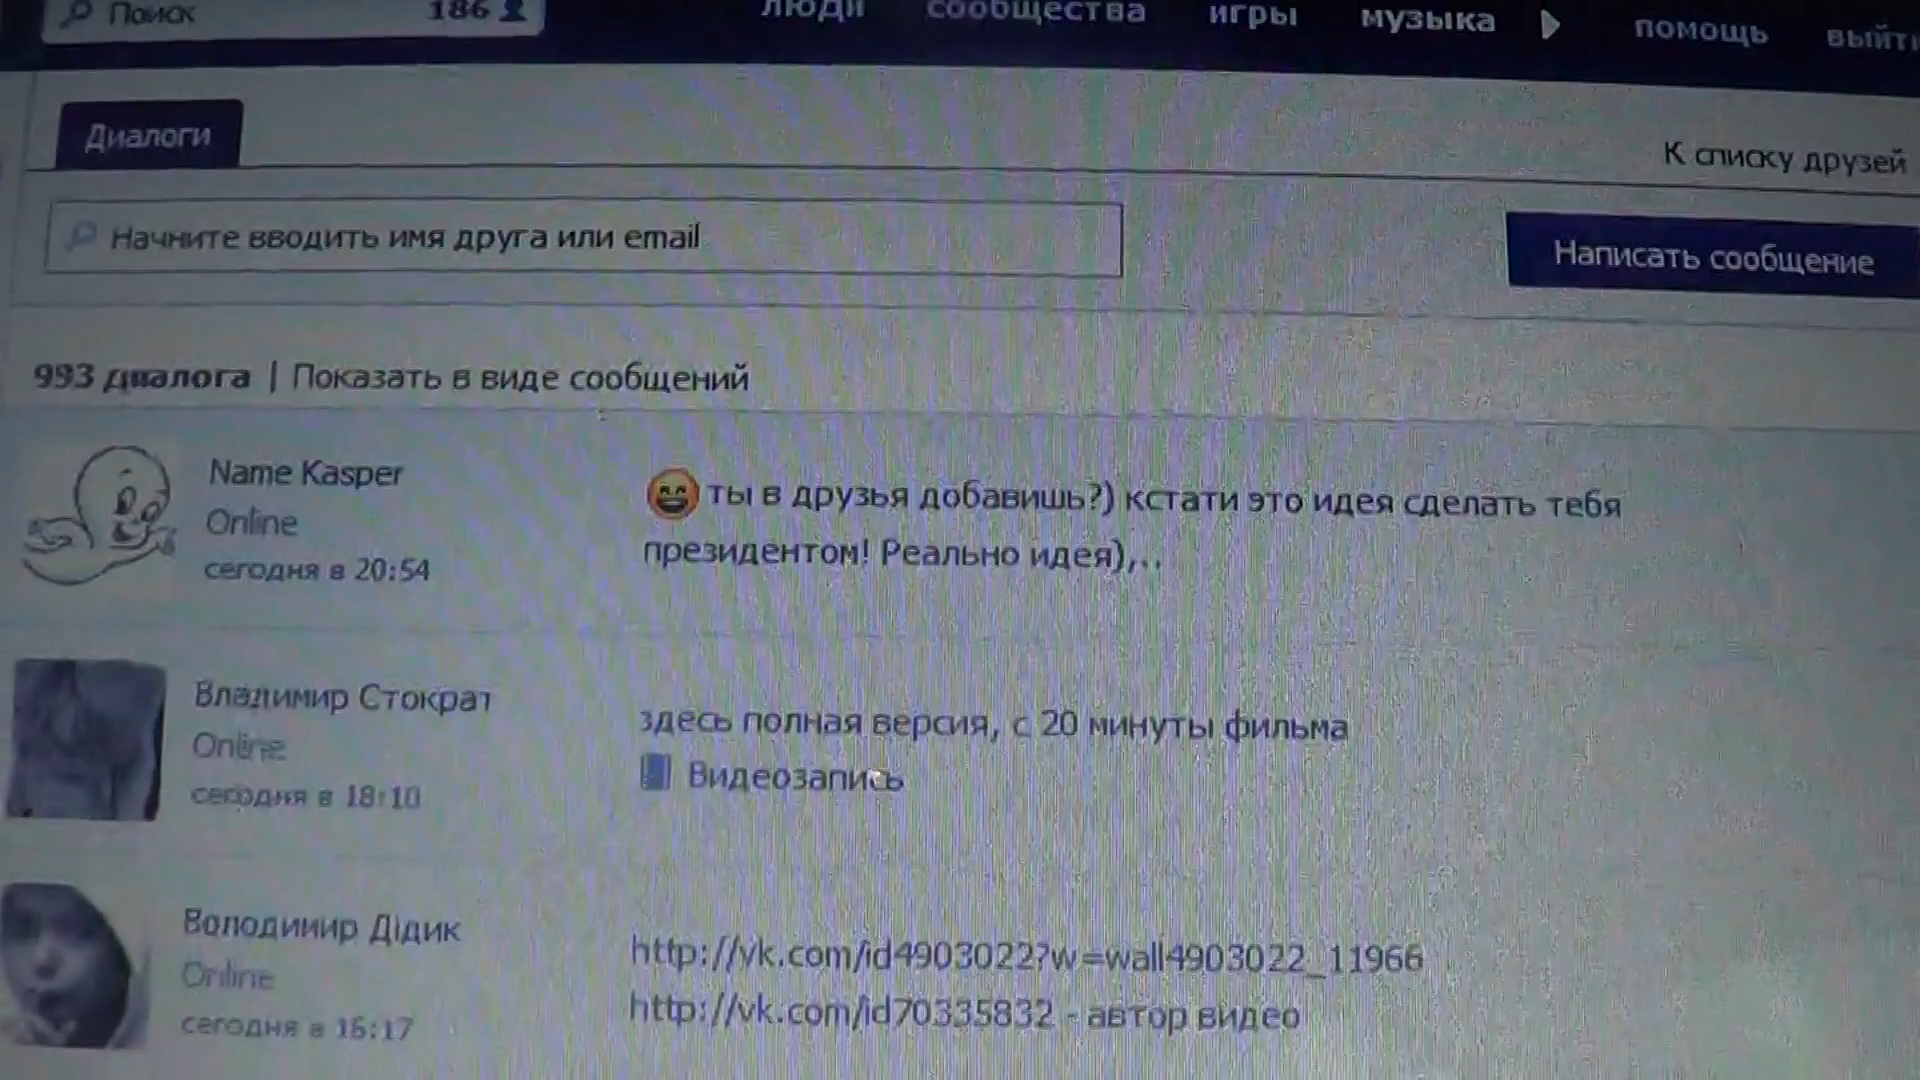 Поиск 186
люди сообщества игры музыка помощь выйти
Диалоги
К списку друзей
Начните вводить имя друга или email
Написать сообщение
993 диалога | Показать в виде сообщений
Name Kasper
Online
сегодня в 20:54
ты в друзья добавишь?) кстати это идея сделать тебя
президентом! Реально идея),..
Владимир Стократ
Online
сегодня в 18:10
здесь полная версия, с 20 минуты фильма
Видеозапись
Володимир Дідик
Online
сегодня в 16:17
http://vk.com/id4903022?w=wall4903022_11966
http://vk.com/id70335832 - автор видео